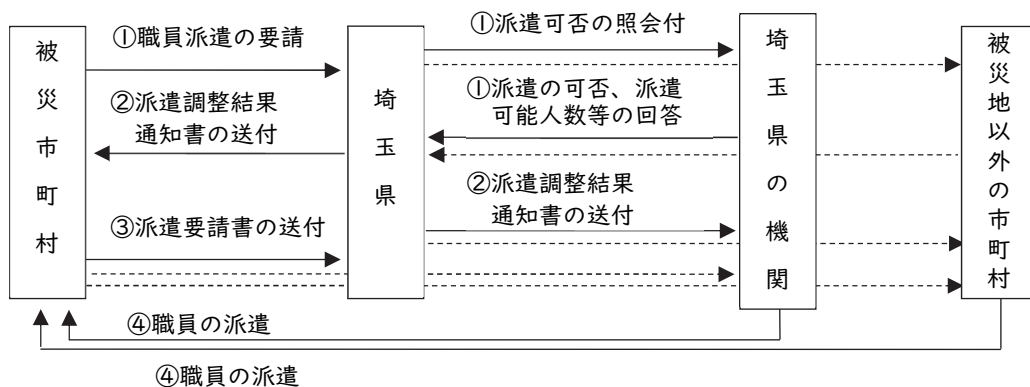 被災市町村
①職員派遣の要請
②派遣調整結果
通知書の送付
③派遣要請書の送付
埼玉県
①派遣可否の照会付
①派遣の可否、派遣
可能人数等の回答
②派遣調整結果
通知書の送付
埼玉県の機関
被災地以外の市町村
④職員の派遣
④職員の派遣